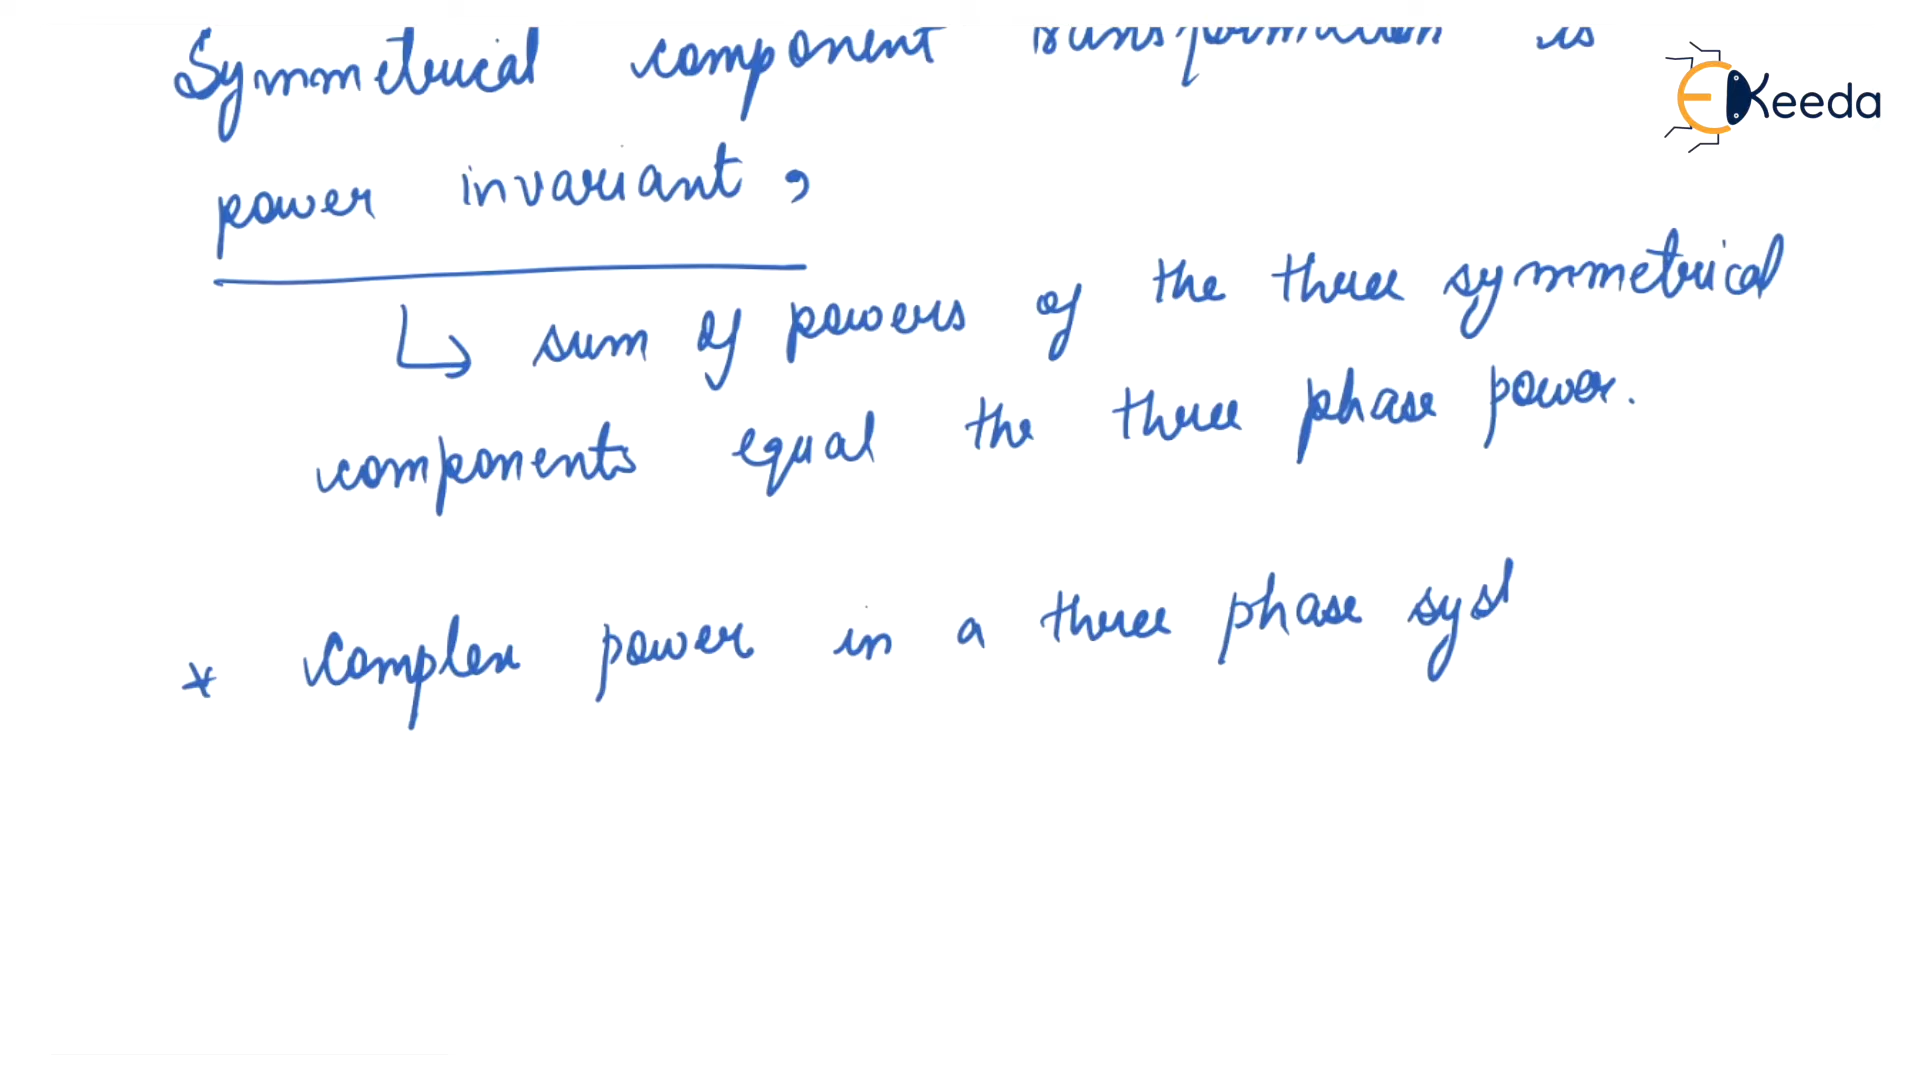 Symmetrical component transformation is
EKeeda
power invariant,
↳ sum of powers of the three symmetrical
components equal the three phase power.
* Complex power in a three phase syst